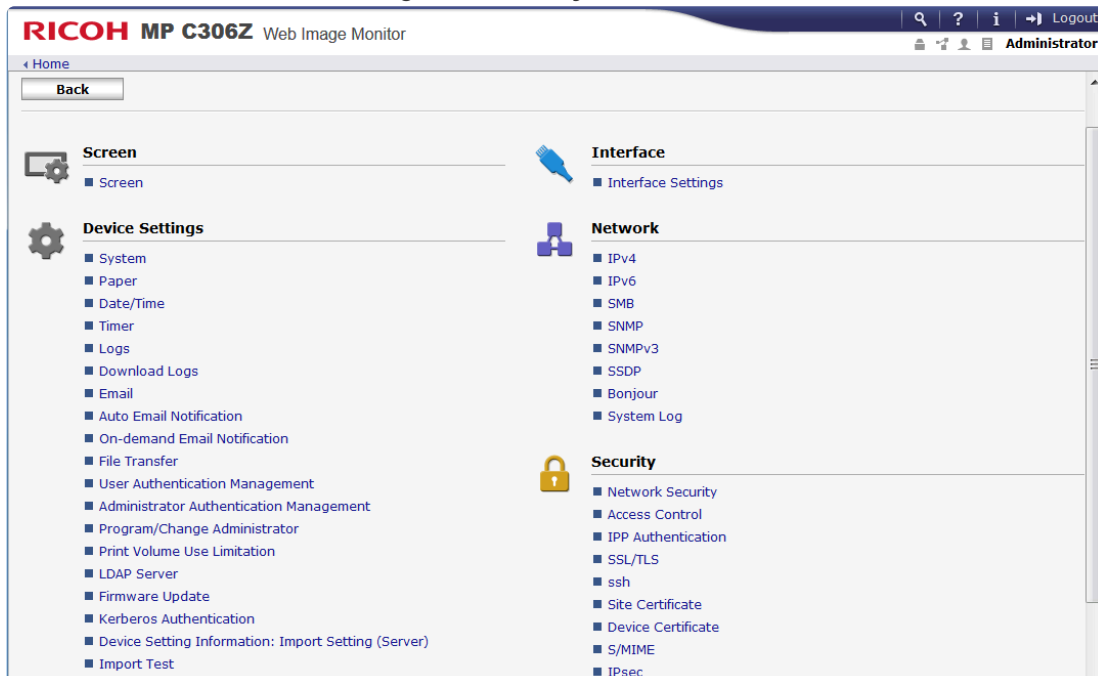 RICOH MP C306Z Web Image Monitor
? i Logout
Administrator
Home
Back
Screen
Screen
Device Settings
System
Paper
Date/Time
Timer
Logs
Download Logs
Email
Auto Email Notification
On-demand Email Notification
File Transfer
User Authentication Management
Administrator Authentication Management
Program/Change Administrator
Print Volume Use Limitation
LDAP Server
Firmware Update
Kerberos Authentication
Device Setting Information: Import Setting (Server)
Import Test
Interface
Interface Settings
Network
IPv4
IPv6
SMB
SNMP
SNMPv3
SSDP
Bonjour
System Log
Security
Network Security
Access Control
IPP Authentication
SSL/TLS
ssh
Site Certificate
Device Certificate
S/MIME
IPsec